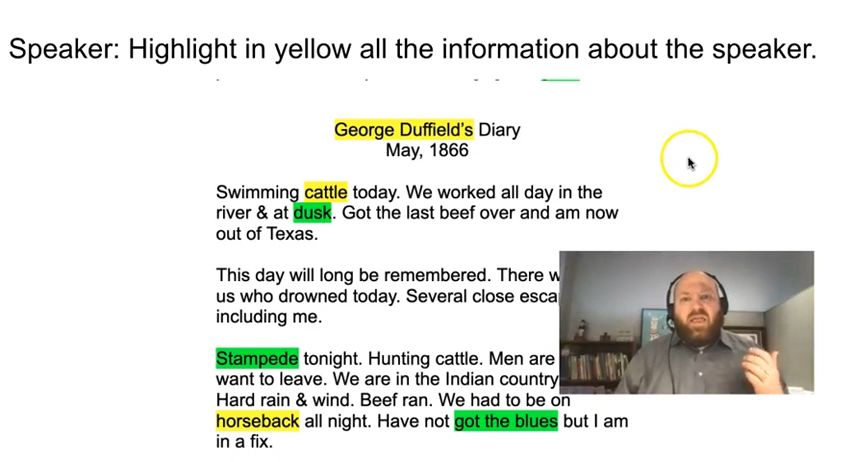 Speaker: Highlight in yellow all the information about the speaker.
George Duffield's Diary
May, 1866
Swimming cattle today. We worked all day in the
river & at dusk. Got the last beef over and am now
out of Texas.
This day will long be remembered. There
us who drowned today. Several close
including me.
Stampede tonight. Hunting cattle. Men are
want to leave. We are in the Indian country
Hard rain & wind. Beef ran. We had to be on
horseback all night. Have not got the blues but I am
in a fix.